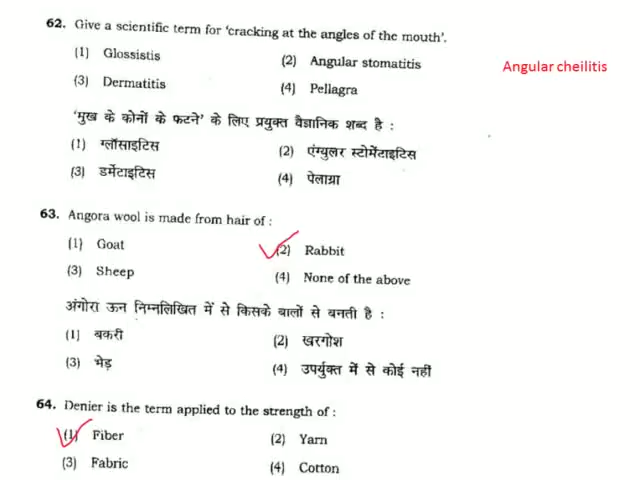 62. Give a scientific term for 'cracking at the angles of the mouth'.
(1) Glossistis (2) Angular stomatitis
Angular cheilitis
(3) Dermatitis (4) Pellagra
'मुख के कोनों के फटने' के लिए प्रयुक्त वैज्ञानिक शब्द है :
(1) ग्लॉसाइटिस (2) एंग्युलर स्टोमेंटाइटिस
(3) डर्मेटाइटिस (4) पेलाग्रा
63. Angora wool is made from hair of :
(1) Goat (2) Rabbit
(3) Sheep (4) None of the above
अंगोरा ऊन निम्नलिखित में से किसके बालों से बनती है :
(1) बकरी (2) खरगोश
(3) भेड़ (4) उपर्युक्त में से कोई नहीं
64. Denier is the term applied to the strength of :
(1) Fiber (2) Yarn
(3) Fabric (4) Cotton